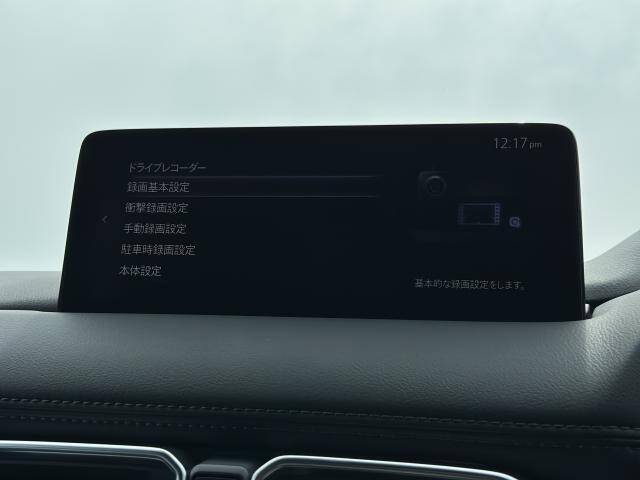 12:17 pm
ドライブレコーダー
録画基本設定
衝撃録画設定
手動録画設定
駐車時録画設定
本体設定
基本的な録画設定をします。